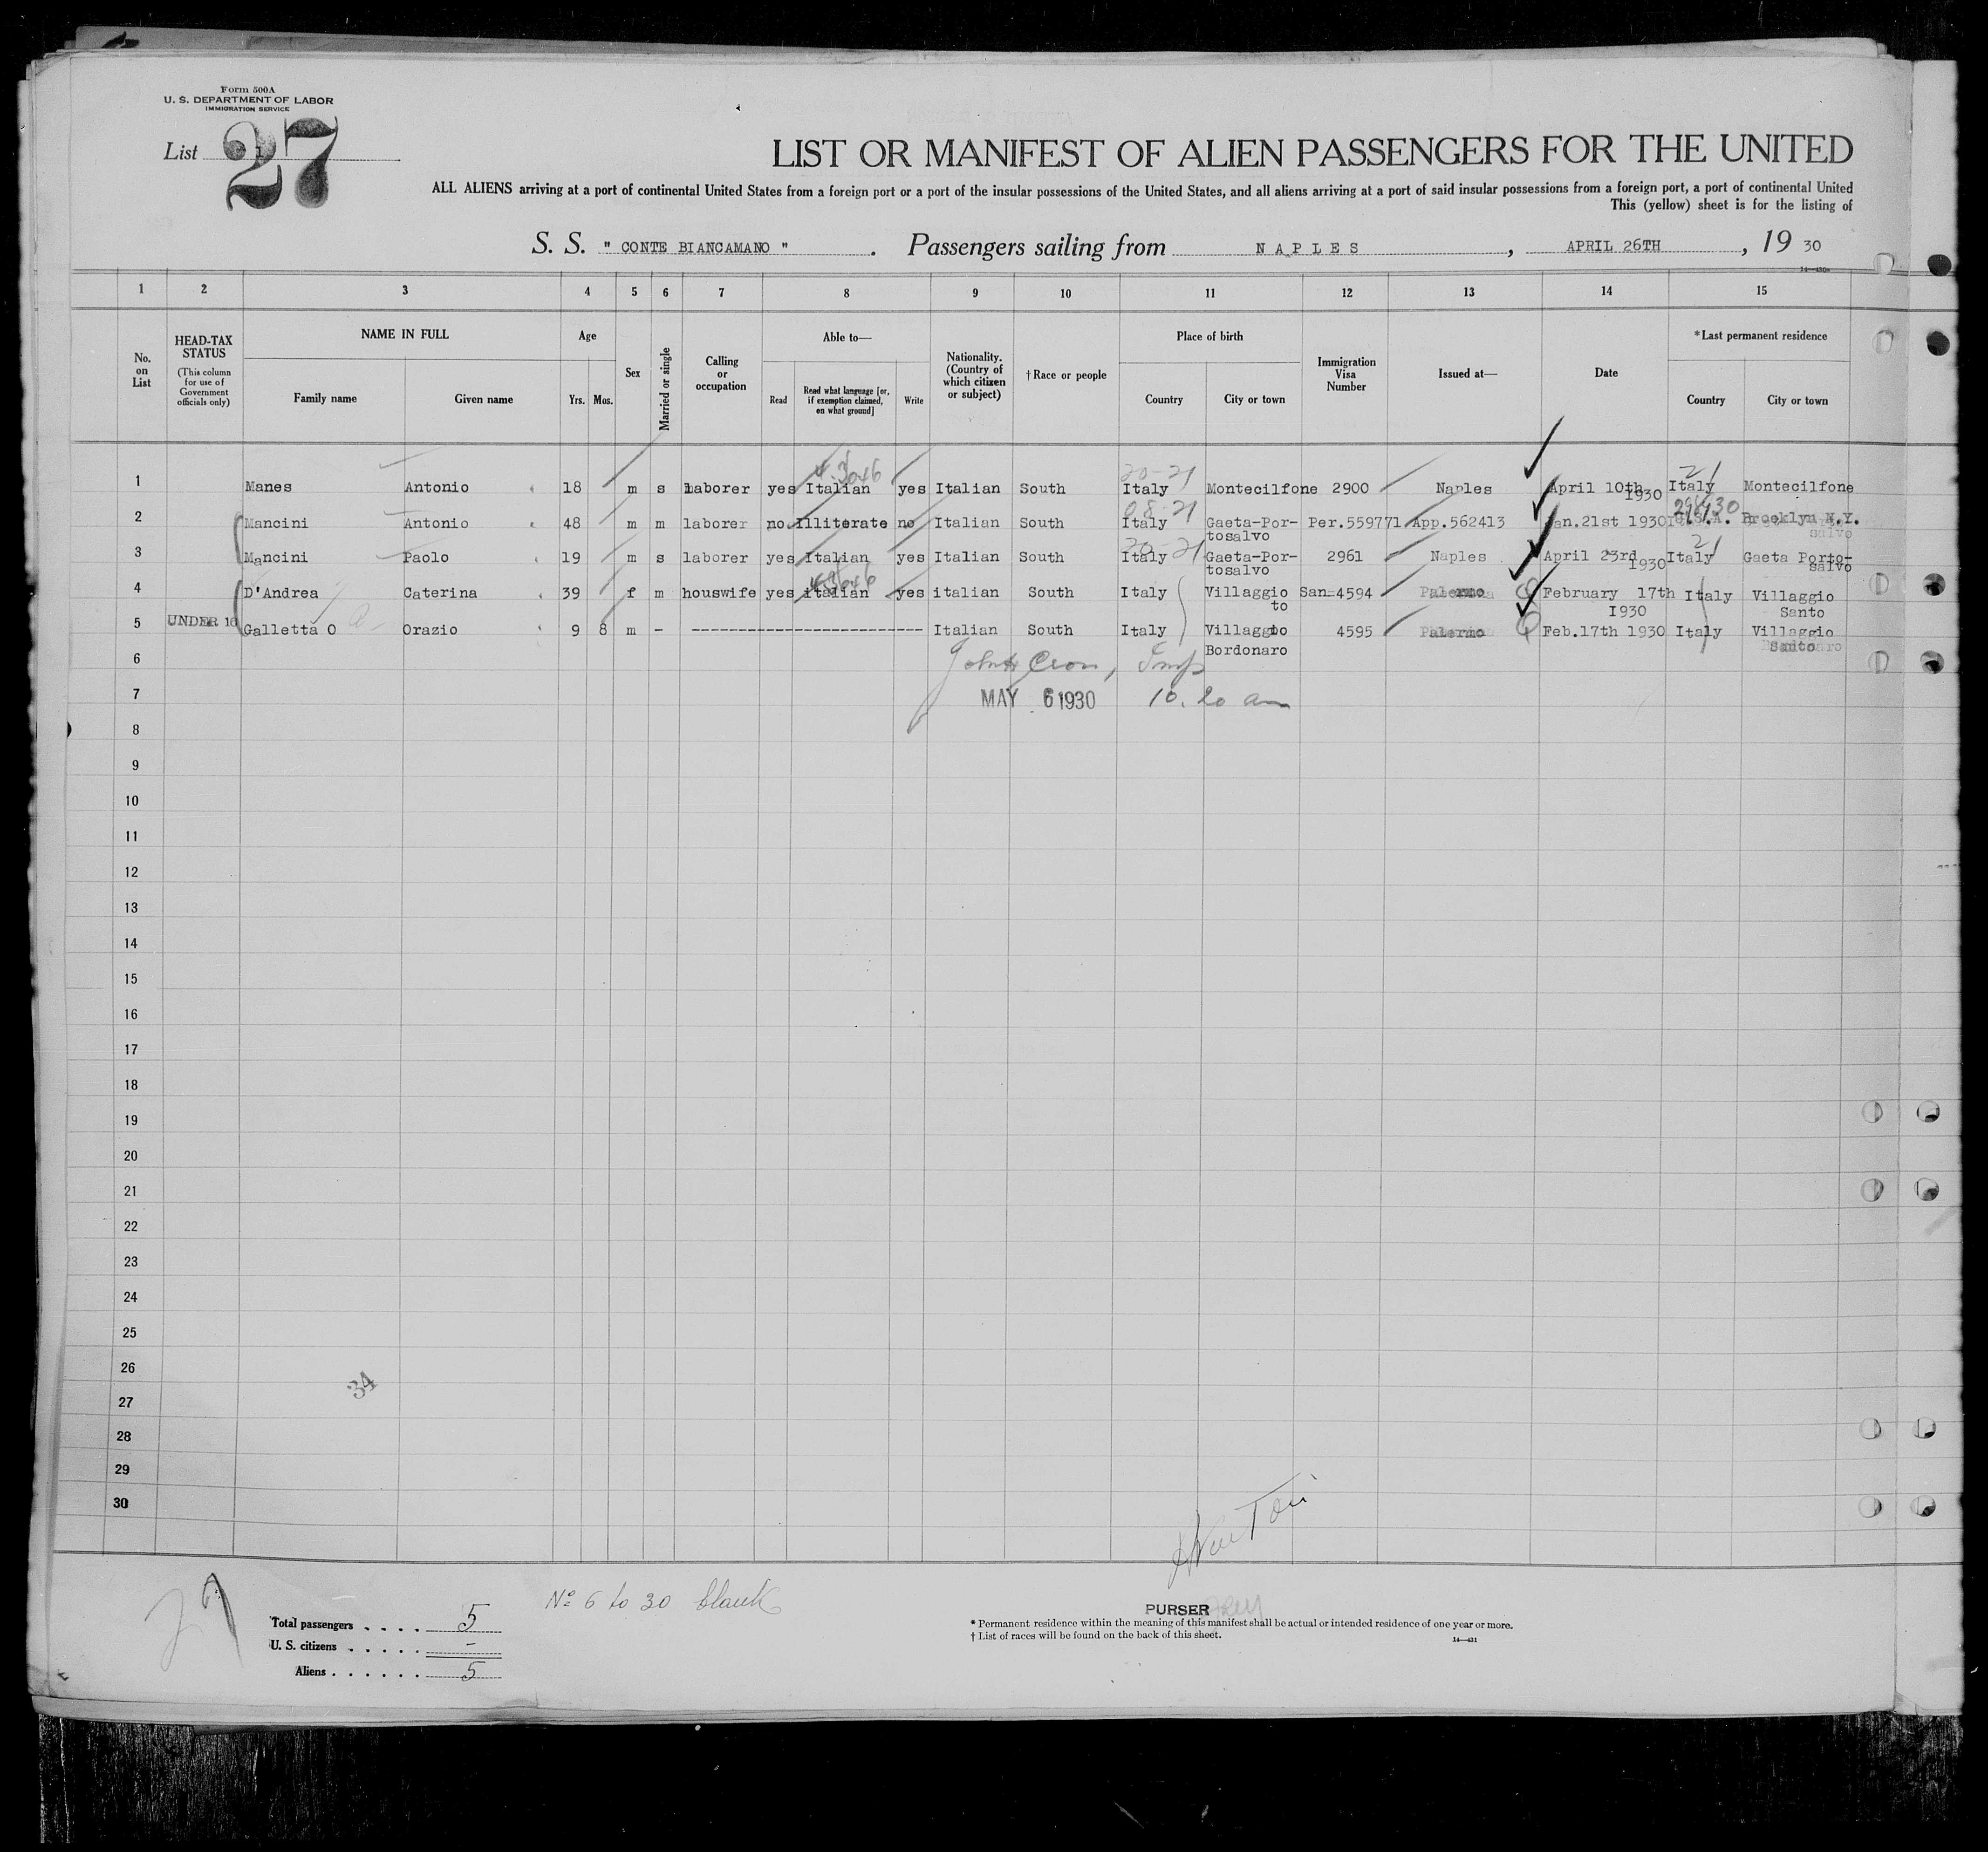 Form 500A
U. S. DEPARTMENT OF LABOR
IMMIGRATION SERVICE
List 27
LIST OR MANIFEST OF ALIEN PASSENGERS FOR THE UNITED
ALL ALIENS arriving at a port of continental United States from a foreign port or a port of the insular possessions of the United States, and all aliens arriving at a port of said insular possessions from a foreign port, a port of continental United
This (yellow) sheet is for the listing of
S. S. " CONTE BIANCAMANO " . Passengers sailing from N A P L E S , APRIL 26TH , 19 30
1 2 3 4 5 6 7 8 9 10 11 12 13 14 15
No. on List
HEAD-TAX STATUS (This column for use of Government officials only)
NAME IN FULL
Family name Given name
Age
Yrs. Mos.
Sex
Married or single
Calling or occupation
Able to—
Read Read what language [or, if exemption claimed, on what ground] Write
Nationality. (Country of which citizen or subject)
† Race or people
Place of birth
Country City or town
Immigration Visa Number
Issued at—
Date
* Last permanent residence
Country City or town
20-21 21
1 Manes Antonio 18 m s laborer yes Italian yes Italian South Italy Montecilfone 2900 Naples April 10th 1930 Italy Montecilfone
2 Mancini Antonio 48 m m laborer no Illiterate no Italian South Italy Gaeta-Portosalvo Per.559771 App.562413 Jan.21st 1930 U.S.A. Brooklyn N.Y.
3 Mancini Paolo 19 m s laborer yes Italian yes Italian South Italy Gaeta-Portosalvo 2961 Naples April 23rd 1930 Italy Gaeta Porto-salvo
4 D'Andrea Caterina 39 f m houswife yes italian yes italian South Italy Villaggio San-to 4594 Palermo February 17th 1930 Italy Villaggio Santo
UNDER 16
5 Galletta O Orazio 9 8 m - Italian South Italy Villaggio Bordonaro 4595 Palermo Feb.17th 1930 Italy Villaggio Santo
6
MAY 6 1930 10.20 am
7
8
9
10
11
12
13
14
15
16
17
18
19
20
21
22
23
24
25
26
34
27
28
29
30
27
No 6 to 30 blank
Total passengers . . . . 5
U. S. citizens . . . . . -
Aliens . . . . . . 5
PURSER
* Permanent residence within the meaning of this manifest shall be actual or intended residence of one year or more.
† List of races will be found on the back of this sheet.
14—431